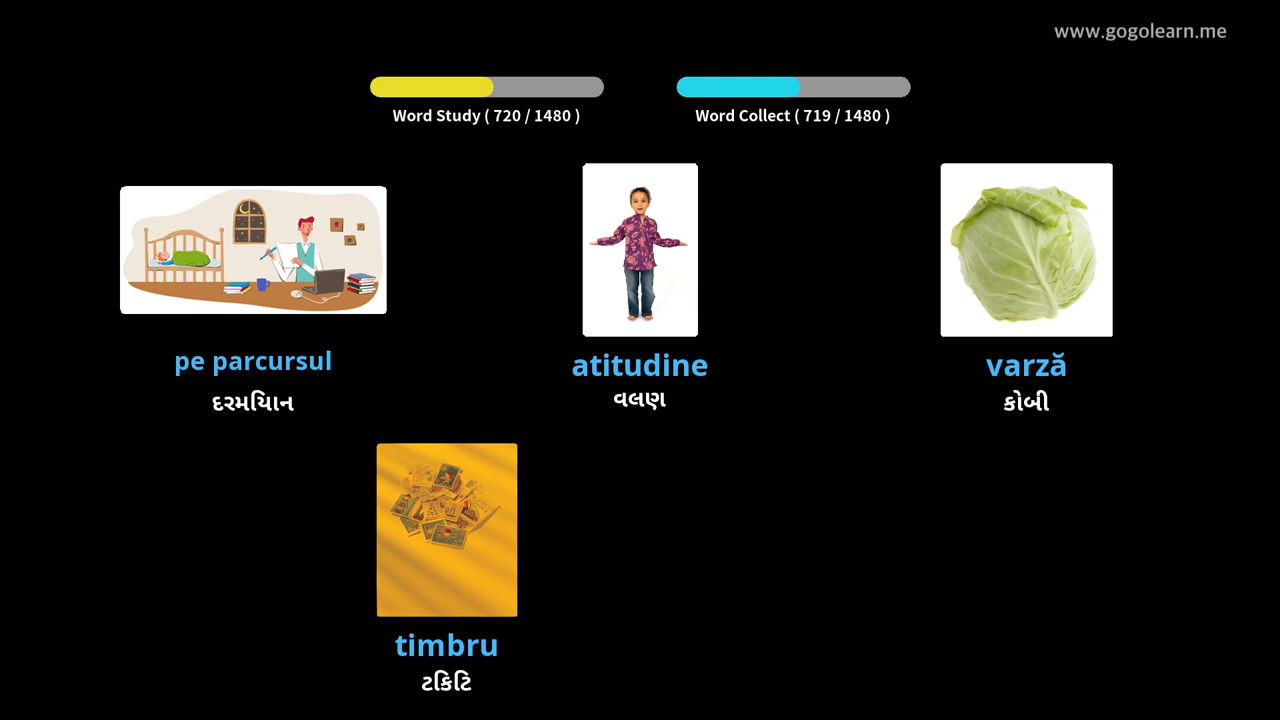 www.gogolearn.me
Word Study ( 720 / 1480 )
Word Collect ( 719 / 1480 )
pe parcursul
દરમિયાન
atitudine
વલણ
varză
કોબી
timbru
ટિકિટ